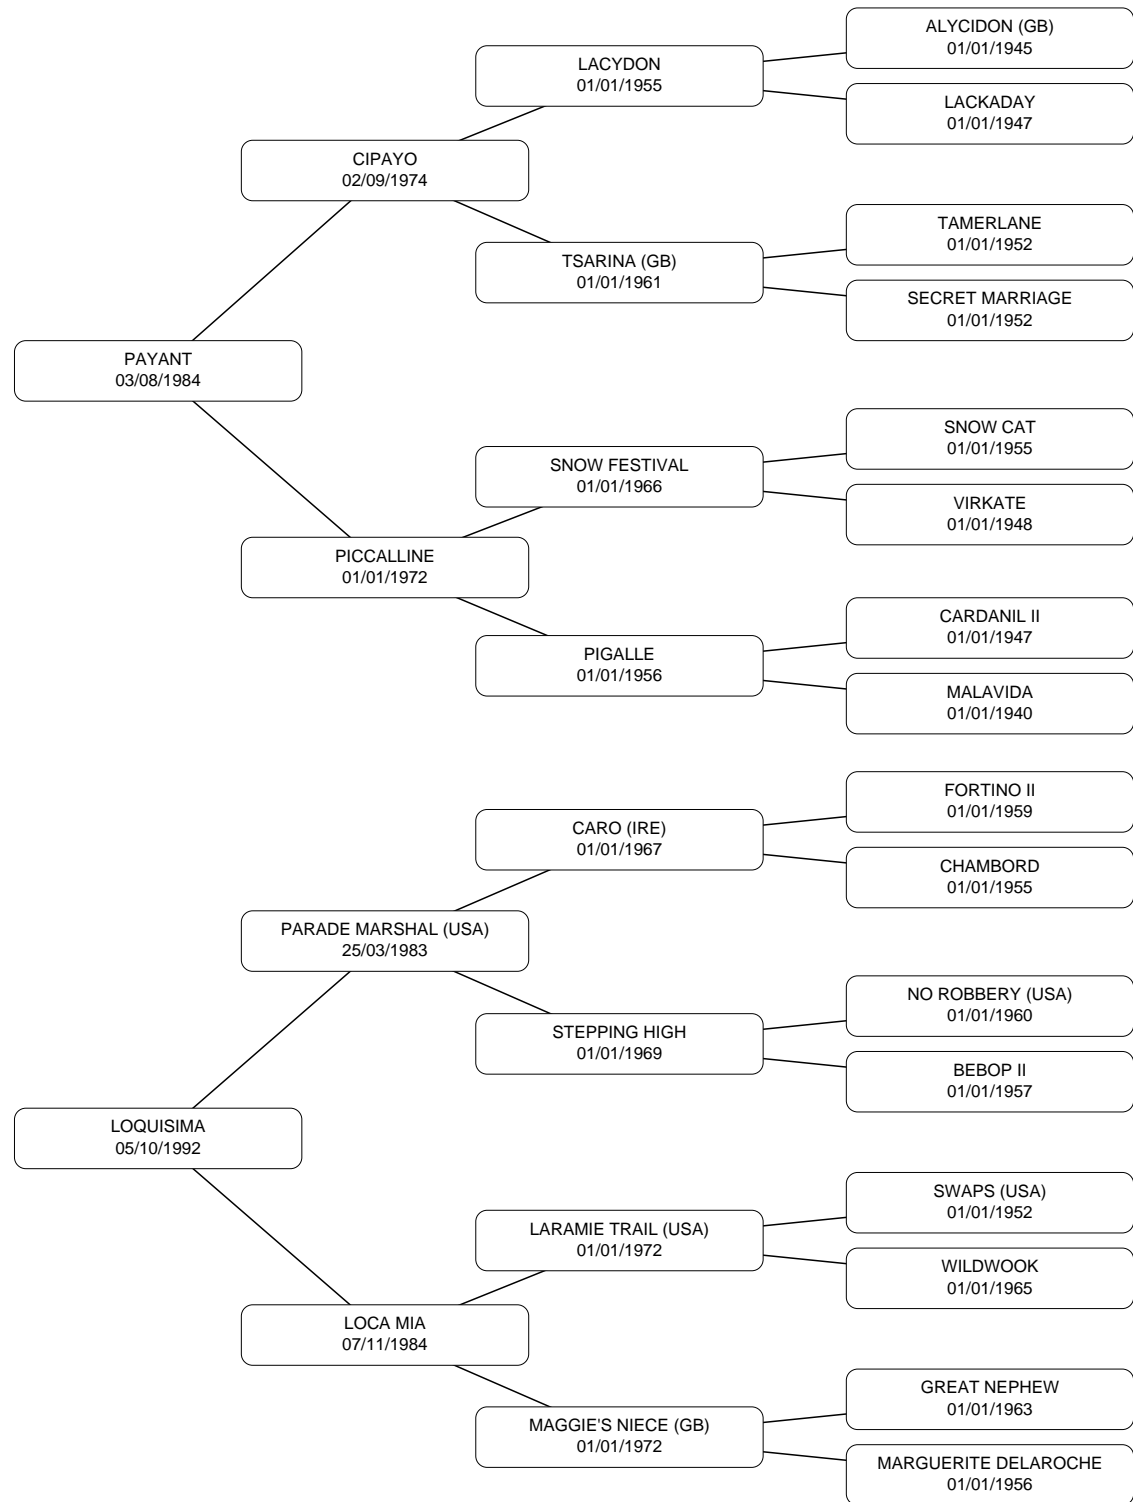 ALYCIDON (GB)
01/01/1945
LACYDON
01/01/1955
LACKADAY
01/01/1947
CIPAYO
02/09/1974
TAMERLANE
01/01/1952
TSARINA (GB)
01/01/1961
SECRET MARRIAGE
01/01/1952
PAYANT
03/08/1984
SNOW CAT
01/01/1955
SNOW FESTIVAL
01/01/1966
VIRKATE
01/01/1948
PICCALLINE
01/01/1972
CARDANIL II
01/01/1947
PIGALLE
01/01/1956
MALAVIDA
01/01/1940
FORTINO II
01/01/1959
CARO (IRE)
01/01/1967
CHAMBORD
01/01/1955
PARADE MARSHAL (USA)
25/03/1983
NO ROBBERY (USA)
01/01/1960
STEPPING HIGH
01/01/1969
BEBOP II
01/01/1957
LOQUISIMA
05/10/1992
SWAPS (USA)
01/01/1952
LARAMIE TRAIL (USA)
01/01/1972
WILDWOOK
01/01/1965
LOCA MIA
07/11/1984
GREAT NEPHEW
01/01/1963
MAGGIE'S NIECE (GB)
01/01/1972
MARGUERITE DELAROCHE
01/01/1956